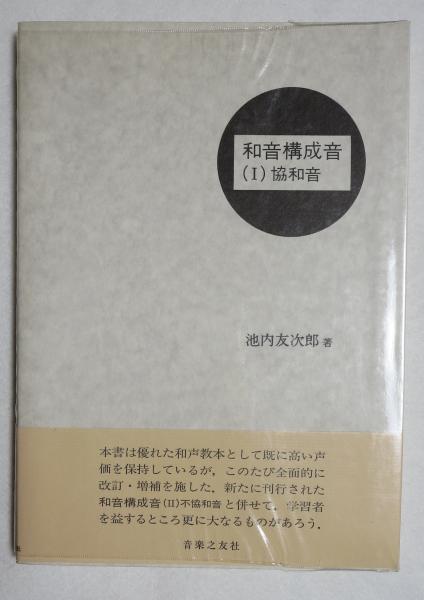 和音構成音
(I)協和音
池内友次郎 著
本書は優れた和声教本として既に高い声
価を保持しているが，このたび全面的に
改訂・増補を施した．新たに刊行された
和音構成音(II)不協和音と併せて，学習者
を益するところ更に大なるものがあろう．
音楽之友社